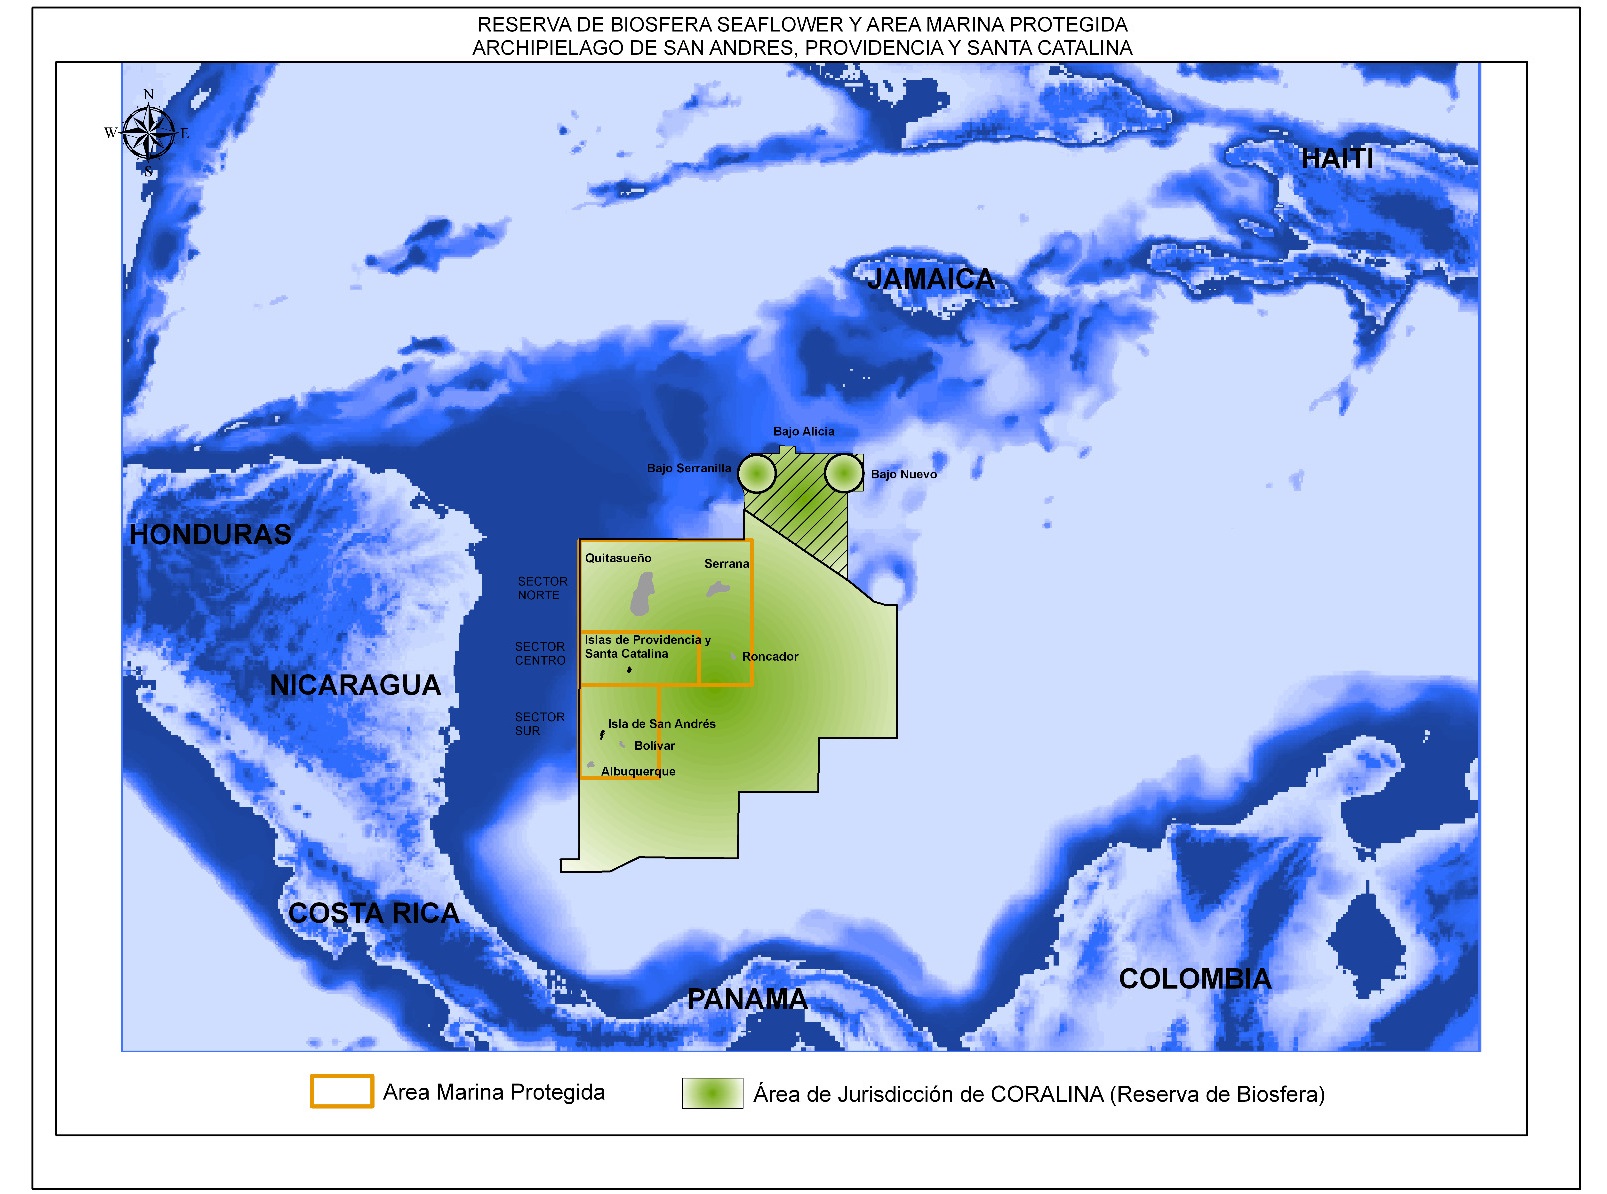 RESERVA DE BIOSFERA SEAFLOWER Y AREA MARINA PROTEGIDA
ARCHIPIELAGO DE SAN ANDRES, PROVIDENCIA Y SANTA CATALINA
N
W E
S
HAITI
JAMAICA
Bajo Alicia
Bajo Serranilla
Bajo Nuevo
HONDURAS
Quitasueño
Serrana
SECTOR
NORTE
Islas de Providencia y
Santa Catalina
SECTOR
CENTRO
Roncador
NICARAGUA
SECTOR
SUR
Isla de San Andrés
Bolívar
Albuquerque
COSTA RICA
COLOMBIA
PANAMA
Area Marina Protegida
Área de Jurisdicción de CORALINA (Reserva de Biosfera)